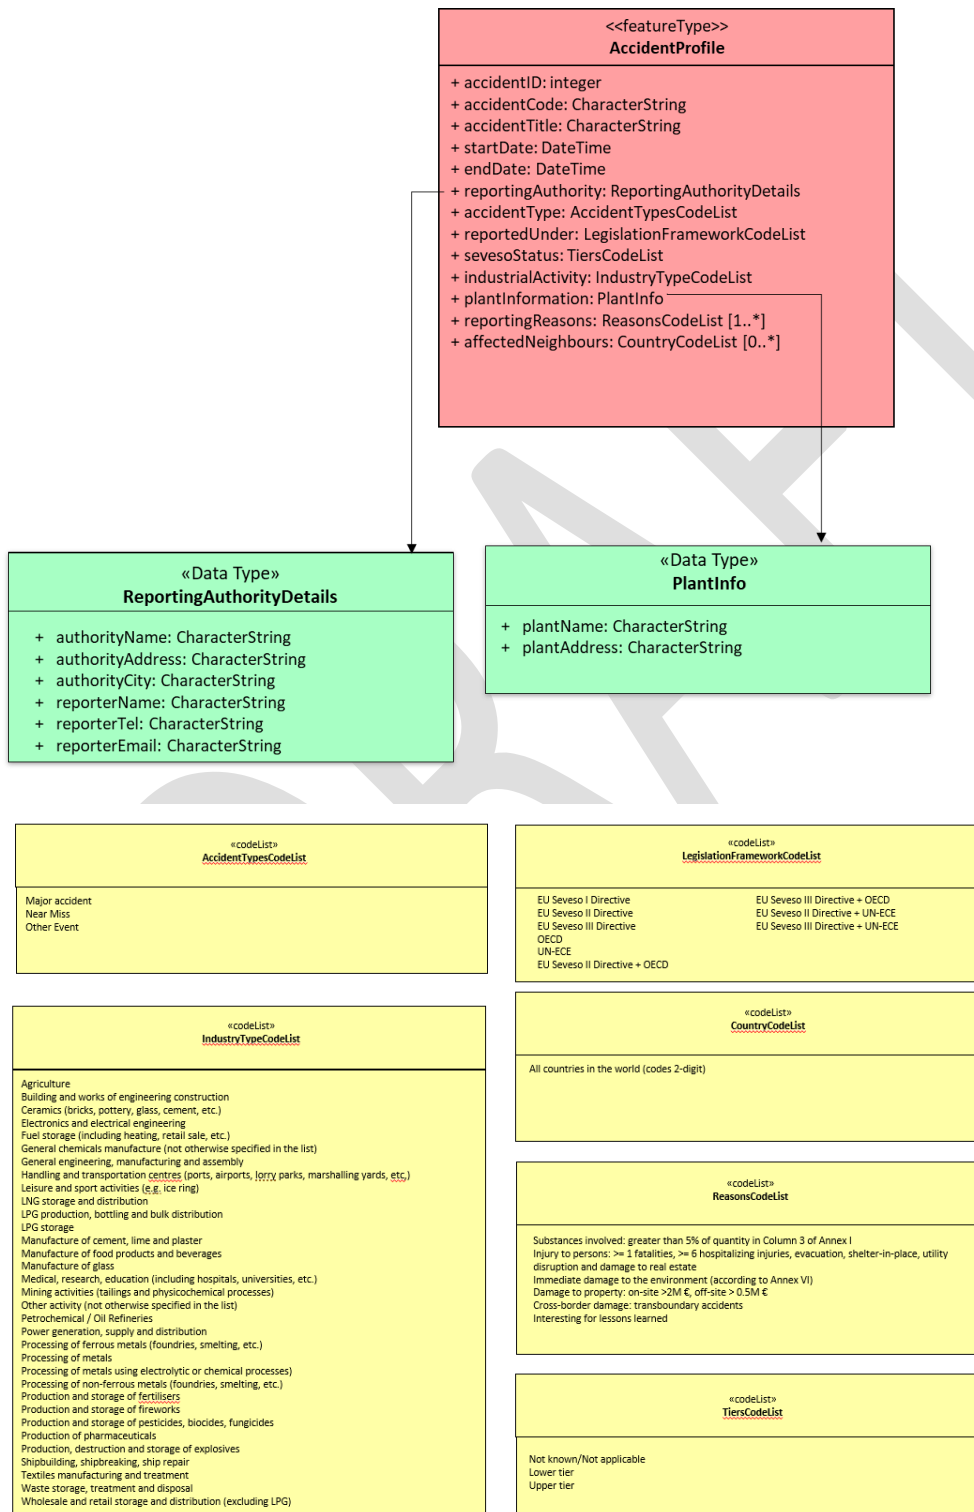 <<featureType>>
AccidentProfile
+ accidentID: integer
+ accidentCode: CharacterString
+ accidentTitle: CharacterString
+ startDate: DateTime
+ endDate: DateTime
+ reportingAuthority: ReportingAuthorityDetails
+ accidentType: AccidentTypesCodeList
+ reportedUnder: LegislationFrameworkCodeList
+ sevesoStatus: TiersCodeList
+ industrialActivity: IndustryTypeCodeList
+ plantInformation: PlantInfo
+ reportingReasons: ReasonsCodeList [1..*]
+ affectedNeighbours: CountryCodeList [0..*]
«Data Type»
ReportingAuthorityDetails
+ authorityName: CharacterString
+ authorityAddress: CharacterString
+ authorityCity: CharacterString
+ reporterName: CharacterString
+ reporterTel: CharacterString
+ reporterEmail: CharacterString
«Data Type»
PlantInfo
+ plantName: CharacterString
+ plantAddress: CharacterString
«codeList»
AccidentTypesCodeList
Major accident
Near Miss
Other Event
«codeList»
LegislationFrameworkCodeList
EU Seveso I Directive
EU Seveso II Directive
EU Seveso III Directive
OECD
UN-ECE
EU Seveso II Directive + OECD
EU Seveso III Directive + OECD
EU Seveso II Directive + UN-ECE
EU Seveso III Directive + UN-ECE
«codeList»
IndustryTypeCodeList
Agriculture
Building and works of engineering construction
Ceramics (bricks, pottery, glass, cement, etc.)
Electronics and electrical engineering
Fuel storage (including heating, retail sale, etc.)
General chemicals manufacture (not otherwise specified in the list)
General engineering, manufacturing and assembly
Handling and transportation centres (ports, airports, lorry parks, marshalling yards, etc.)
Leisure and sport activities (e.g. ice ring)
LNG storage and distribution
LPG production, bottling and bulk distribution
LPG storage
Manufacture of cement, lime and plaster
Manufacture of food products and beverages
Manufacture of glass
Medical, research, education (including hospitals, universities, etc.)
Mining activities (tailings and physicochemical processes)
Other activity (not otherwise specified in the list)
Petrochemical / Oil Refineries
Power generation, supply and distribution
Processing of ferrous metals (foundries, smelting, etc.)
Processing of metals
Processing of metals using electrolytic or chemical processes)
Processing of non-ferrous metals (foundries, smelting, etc.)
Production and storage of fertilisers
Production and storage of fireworks
Production and storage of pesticides, biocides, fungicides
Production of pharmaceuticals
Production, destruction and storage of explosives
Shipbuilding, shipbreaking, ship repair
Textiles manufacturing and treatment
Waste storage, treatment and disposal
Wholesale and retail storage and distribution (excluding LPG)
«codeList»
CountryCodeList
All countries in the world (codes 2-digit)
«codeList»
ReasonsCodeList
Substances involved: greater than 5% of quantity in Column 3 of Annex I
Injury to persons: >= 1 fatalities, >= 6 hospitalizing injuries, evacuation, shelter-in-place, utility
disruption and damage to real estate
Immediate damage to the environment (according to Annex VI)
Damage to property: on-site >2M €, off-site > 0.5M €
Cross-border damage: transboundary accidents
Interesting for lessons learned
«codeList»
TiersCodeList
Not known/Not applicable
Lower tier
Upper tier